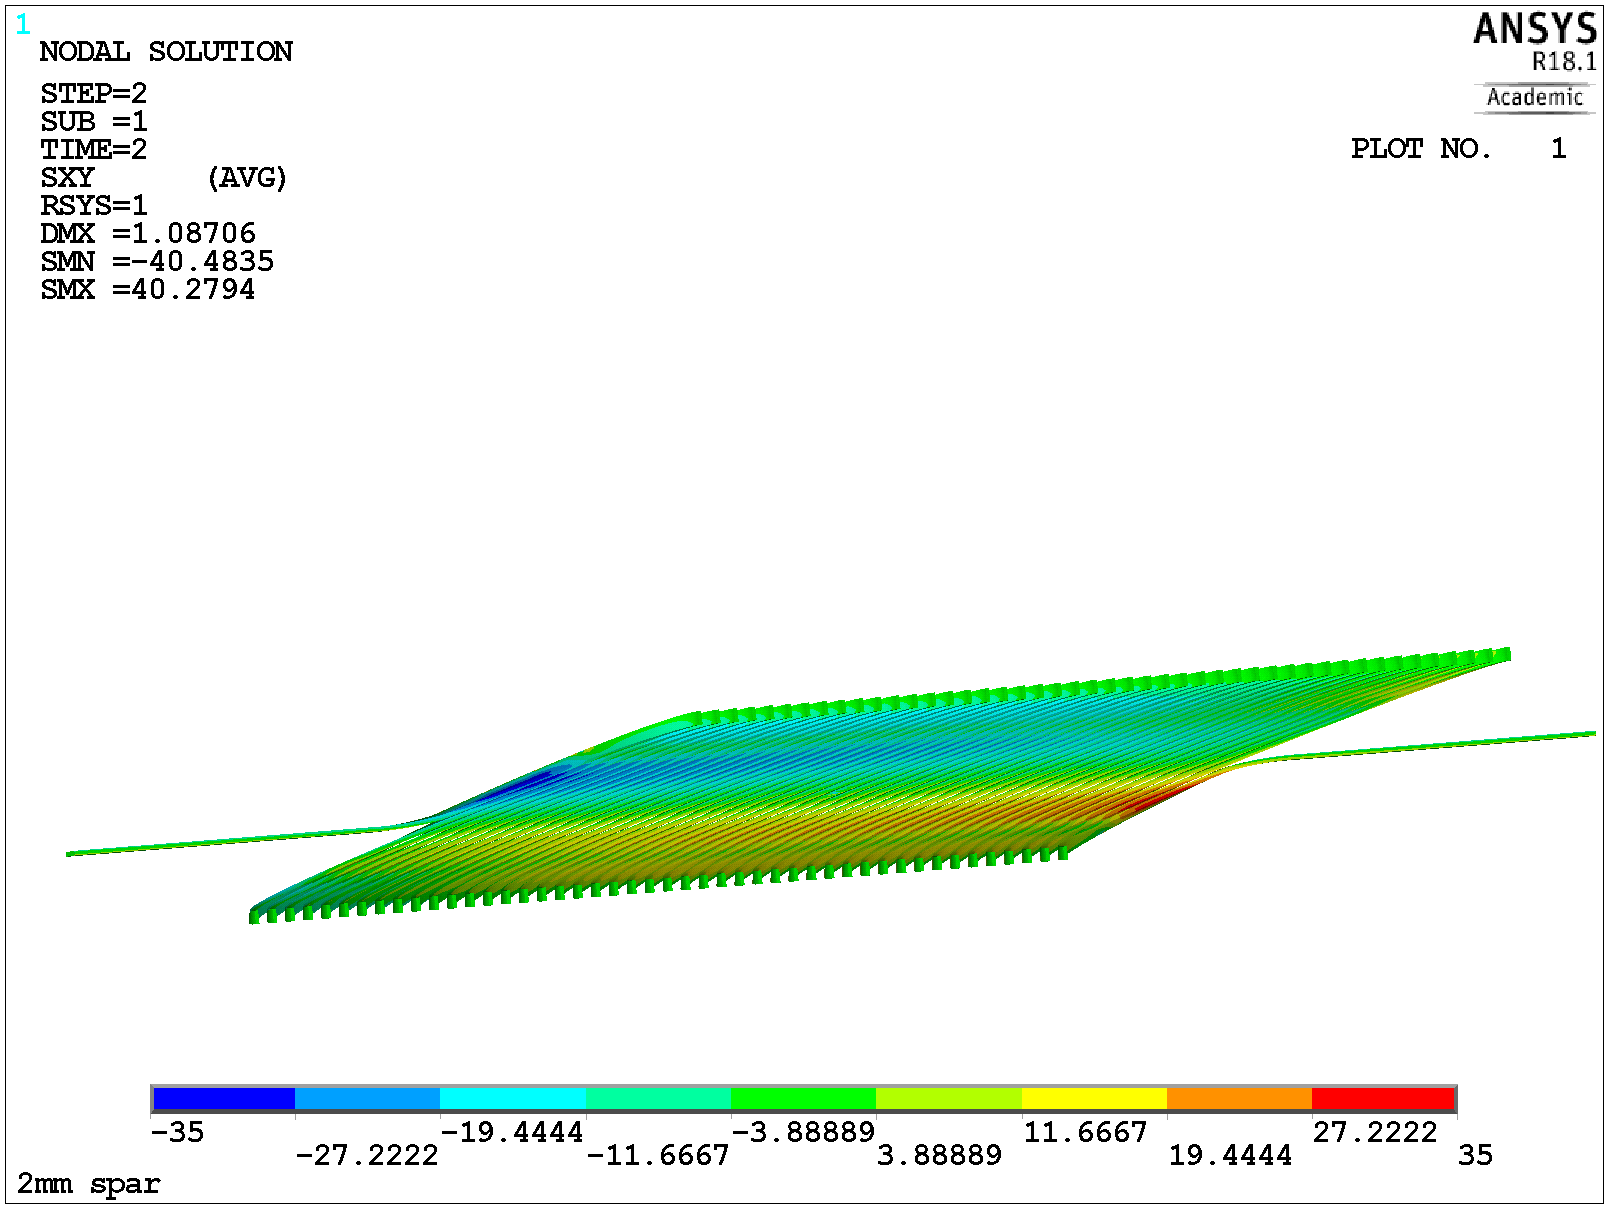 1
NODAL SOLUTION
STEP=2
SUB =1
TIME=2
SXY (AVG)
RSYS=1
DMX =1.08706
SMN =-40.4835
SMX =40.2794
ANSYS
R18.1
Academic
PLOT NO. 1
-35 -19.4444 -3.88889 11.6667 27.2222
-27.2222 -11.6667 3.88889 19.4444 35
2mm spar